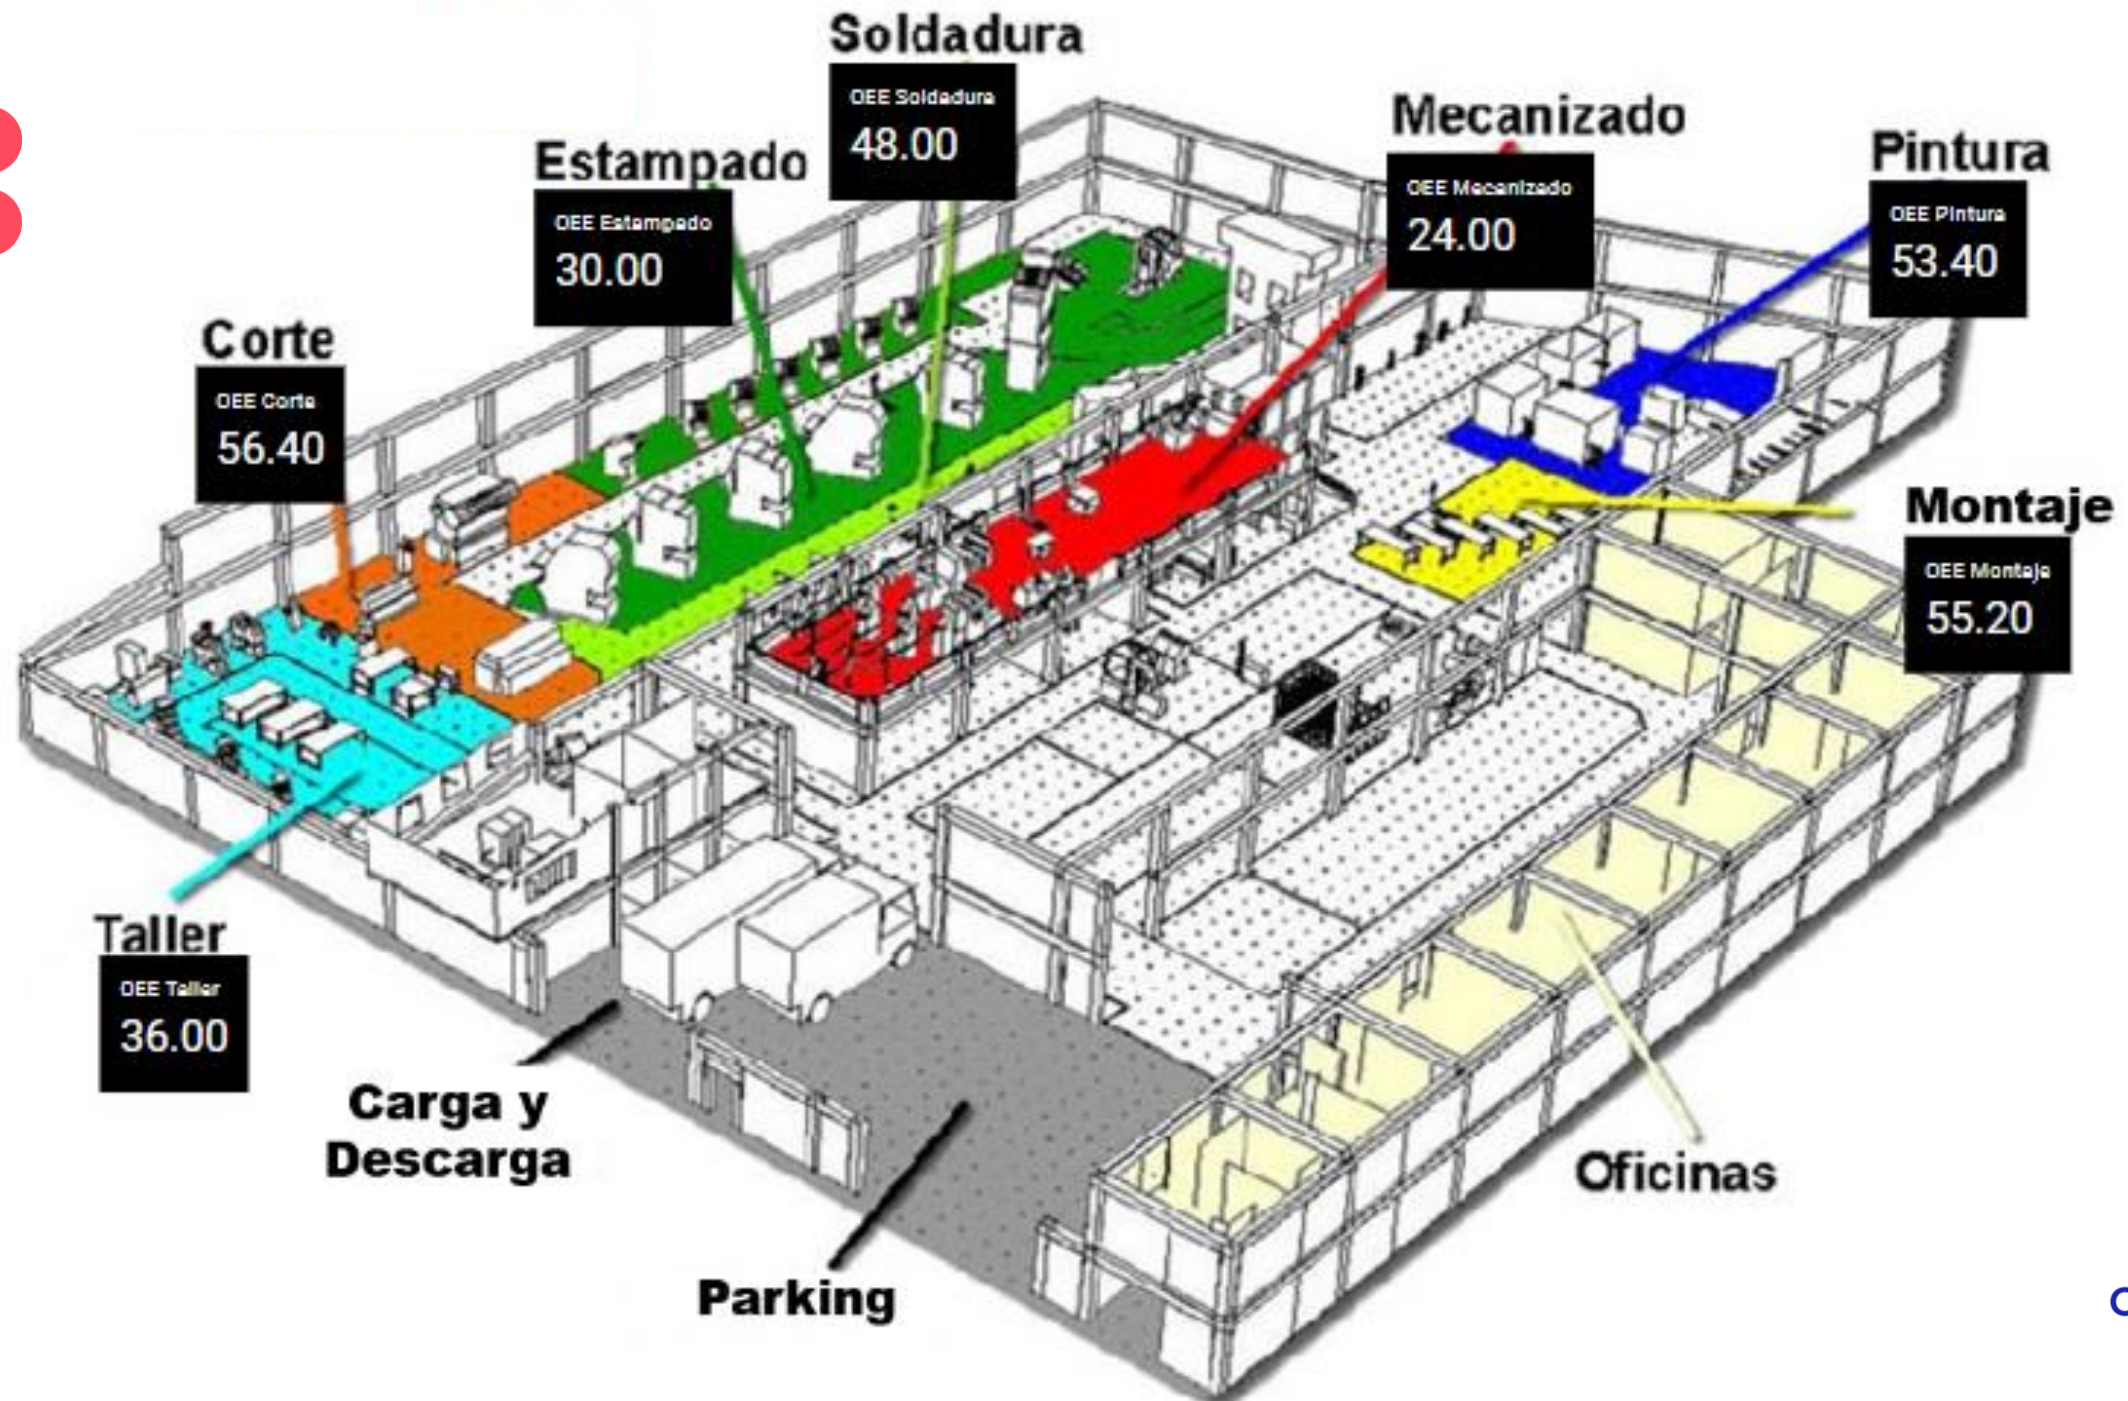 Soldadura
OEE Soldadura
48.00
Mecanizado
OEE Mecanizado
24.00
Pintura
OEE Pintura
53.40
Estampado
OEE Estampado
30.00
Corte
OEE Corte
56.40
Montaje
OEE Montaje
55.20
Taller
OEE Taller
36.00
Carga y
Descarga
Parking
Oficinas